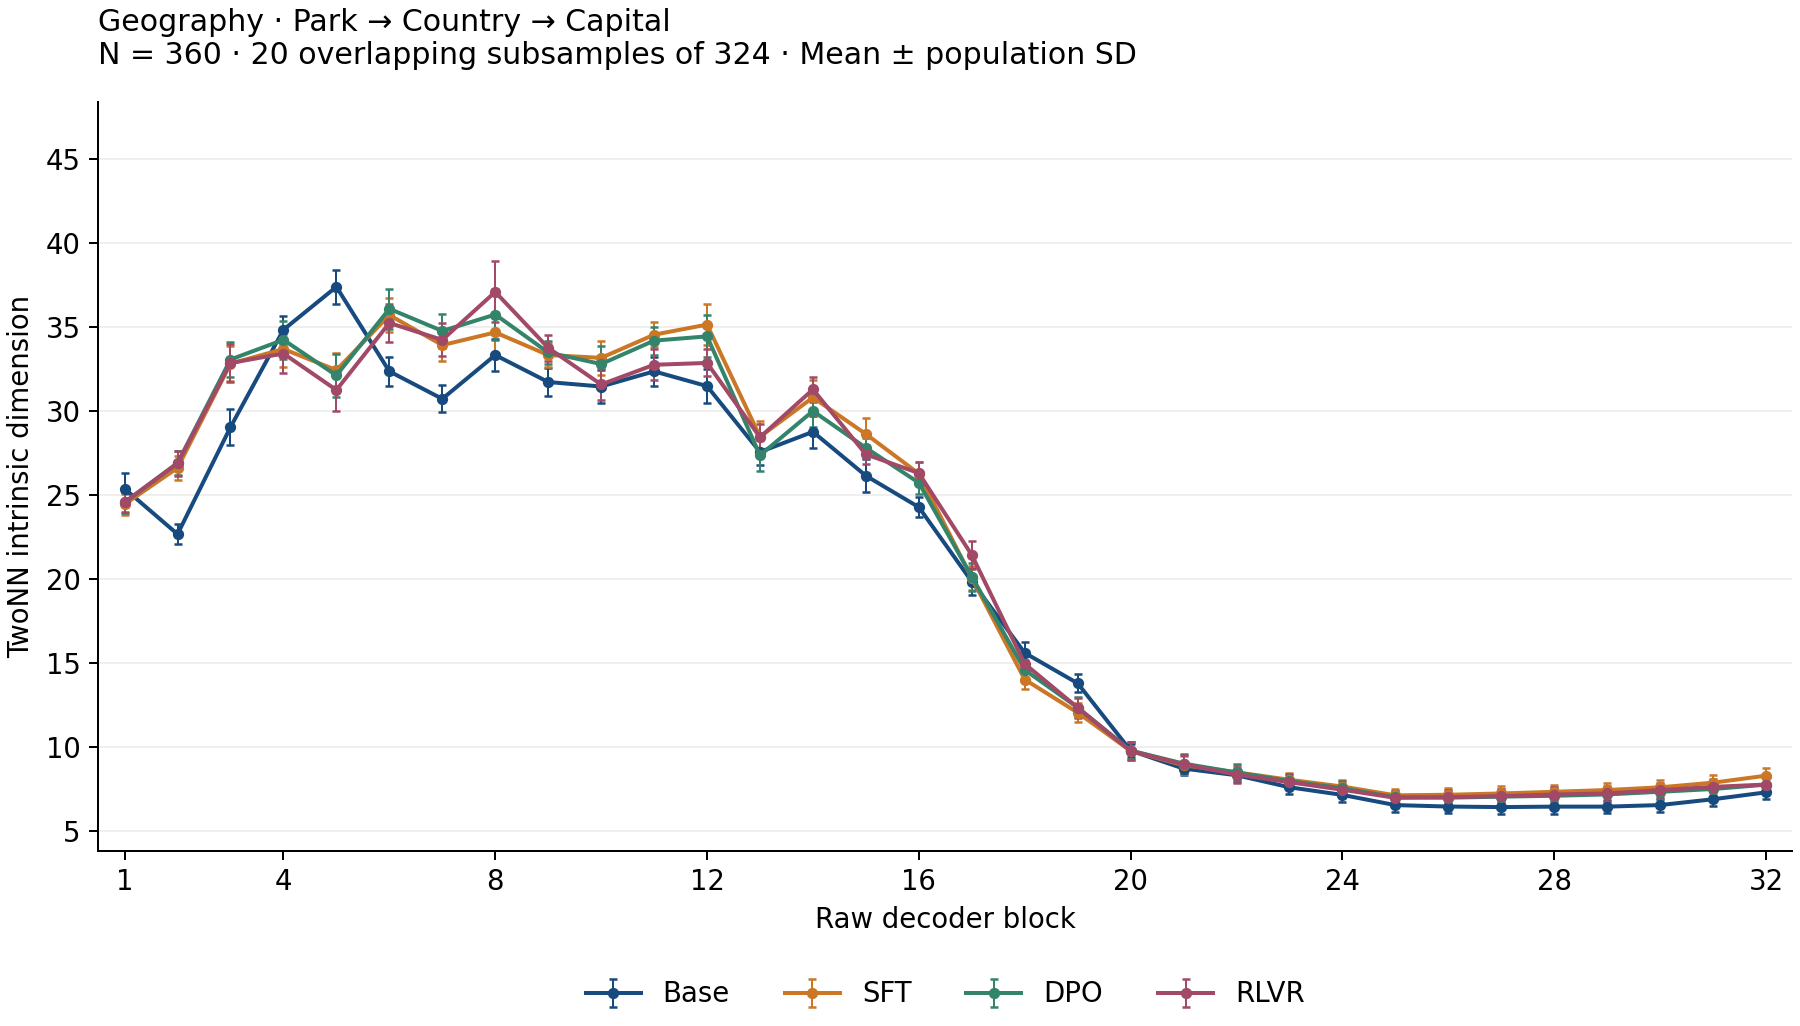 Geography · Park → Country → Capital
N = 360 · 20 overlapping subsamples of 324 · Mean ± population SD
TwoNN intrinsic dimension
45
40
35
30
25
20
15
10
5
1 4 8 12 16 20 24 28 32
Raw decoder block
Base SFT DPO RLVR